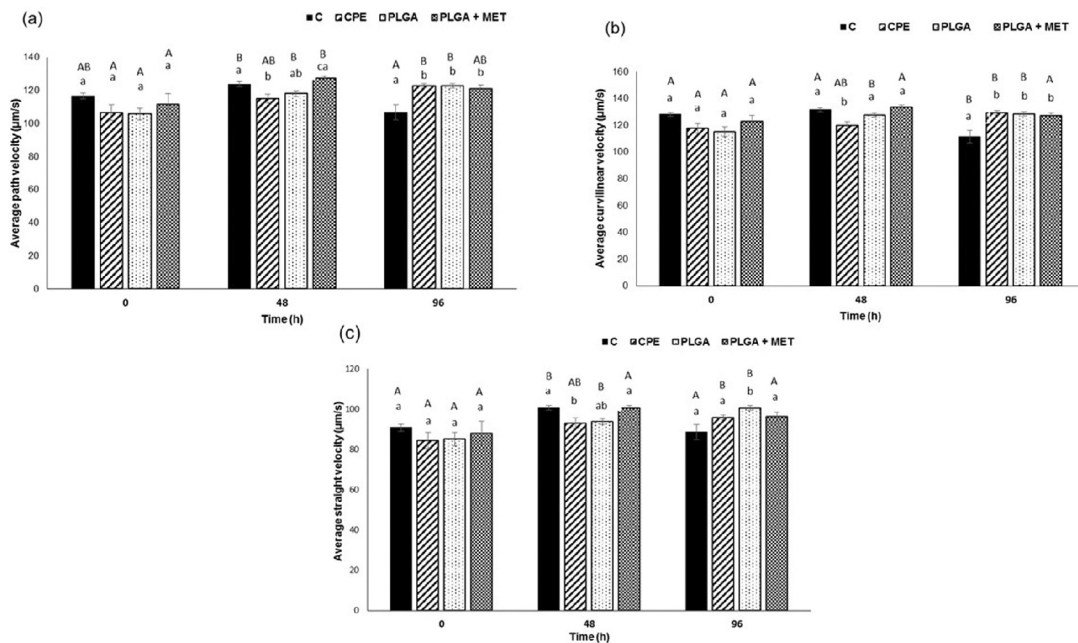 (a)
C CPE PLGA PLGA + MET
Average path velocity (µm/s)
140
120
100
80
60
40
20
0
AB A A A
a a a a
B AB B B
a b ab ca
A B B AB
a b b b
0 48 96
Time (h)
(b)
C CPE PLGA PLGA + MET
Average curvilinear velocity (µm/s)
160
140
120
100
80
60
40
20
0
A A A A
a a a a
A AB B A
a b a a
B B B A
a b b b
0 48 96
Time (h)
(c)
C CPE PLGA PLGA + MET
Average straight velocity (µm/s)
120
100
80
60
40
20
0
A A A A
a a a a
B AB B A
a b ab a
A B B A
a a b a
0 48 96
Time (h)